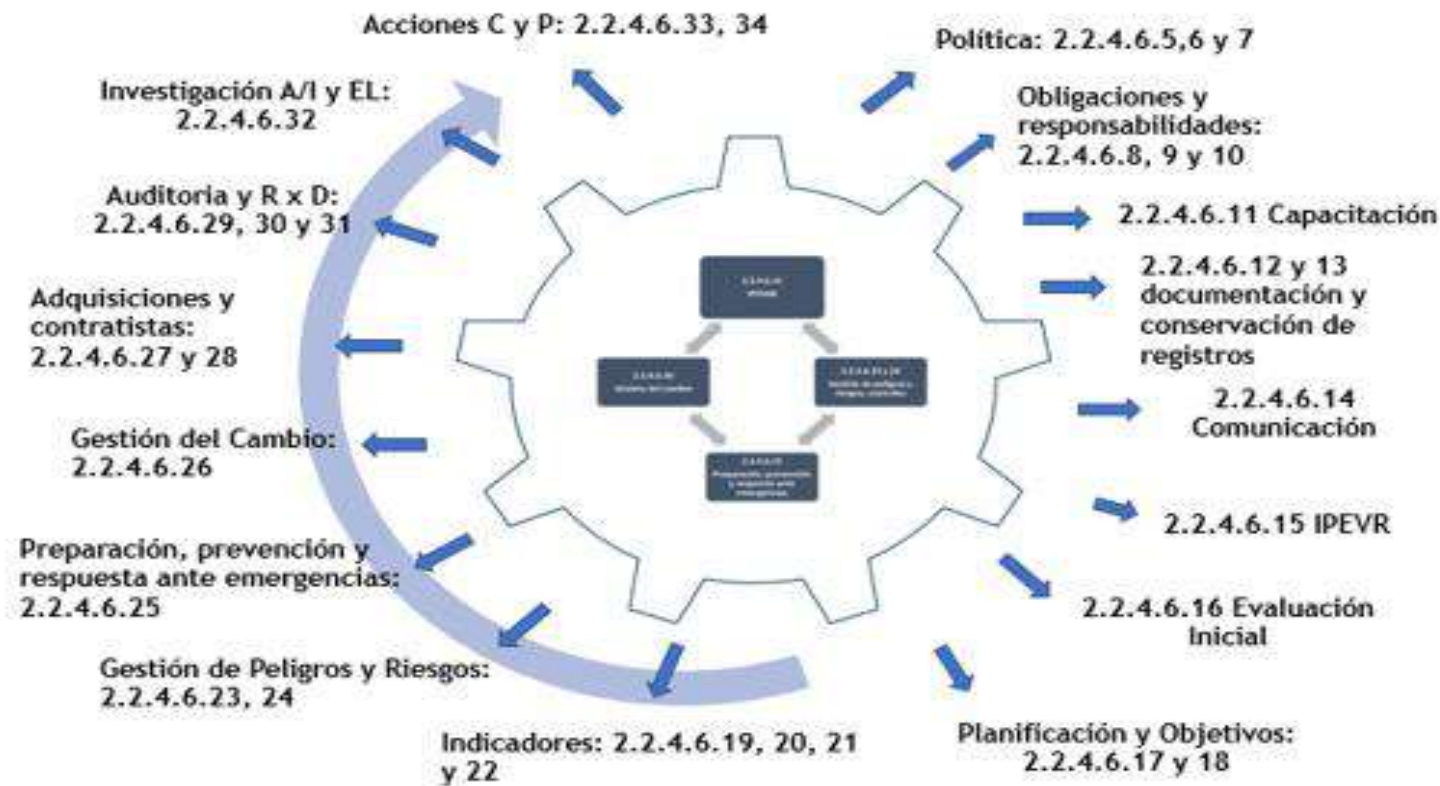 Acciones C y P: 2.2.4.6.33, 34
Política: 2.2.4.6.5,6 y 7
Obligaciones y
responsabilidades:
2.2.4.6.8, 9 y 10
2.2.4.6.11 Capacitación
2.2.4.6.12 y 13
documentación y
conservación de
registros
2.2.4.6.14
Comunicación
2.2.4.6.15 IPEVR
2.2.4.6.16 Evaluación
Inicial
Planificación y Objetivos:
2.2.4.6.17 y 18
Indicadores: 2.2.4.6.19, 20, 21
y 22
Gestión de Peligros y Riesgos:
2.2.4.6.23, 24
Preparación, prevención y
respuesta ante emergencias:
2.2.4.6.25
Gestión del Cambio:
2.2.4.6.26
Adquisiciones y
contratistas:
2.2.4.6.27 y 28
Auditoria y R x D:
2.2.4.6.29, 30 y 31
Investigación A/I y EL:
2.2.4.6.32